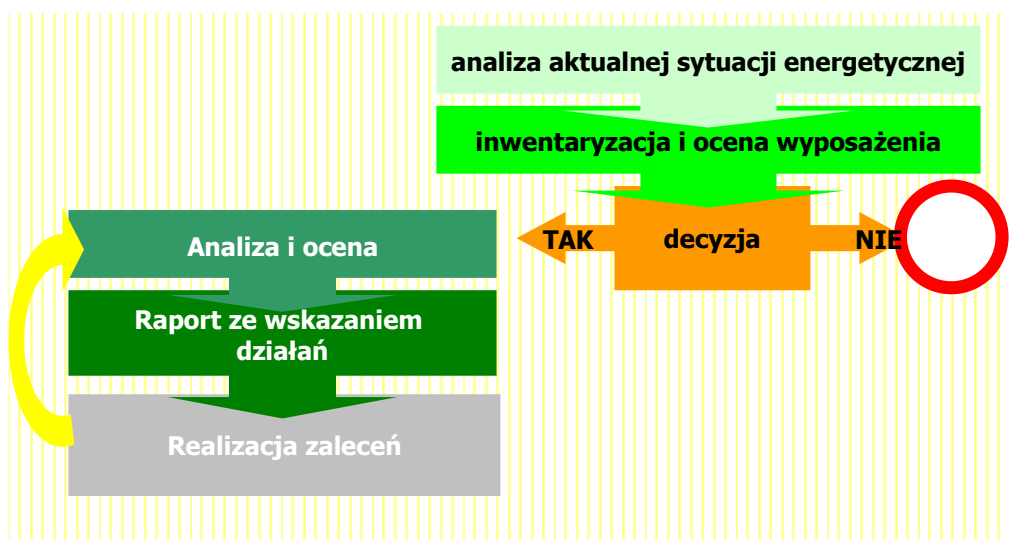 analiza aktualnej sytuacji energetycznej
inwentaryzacja i ocena wyposażenia
TAK
decyzja
NIE
Analiza i ocena
Raport ze wskazaniem
działań
Realizacja zaleceń